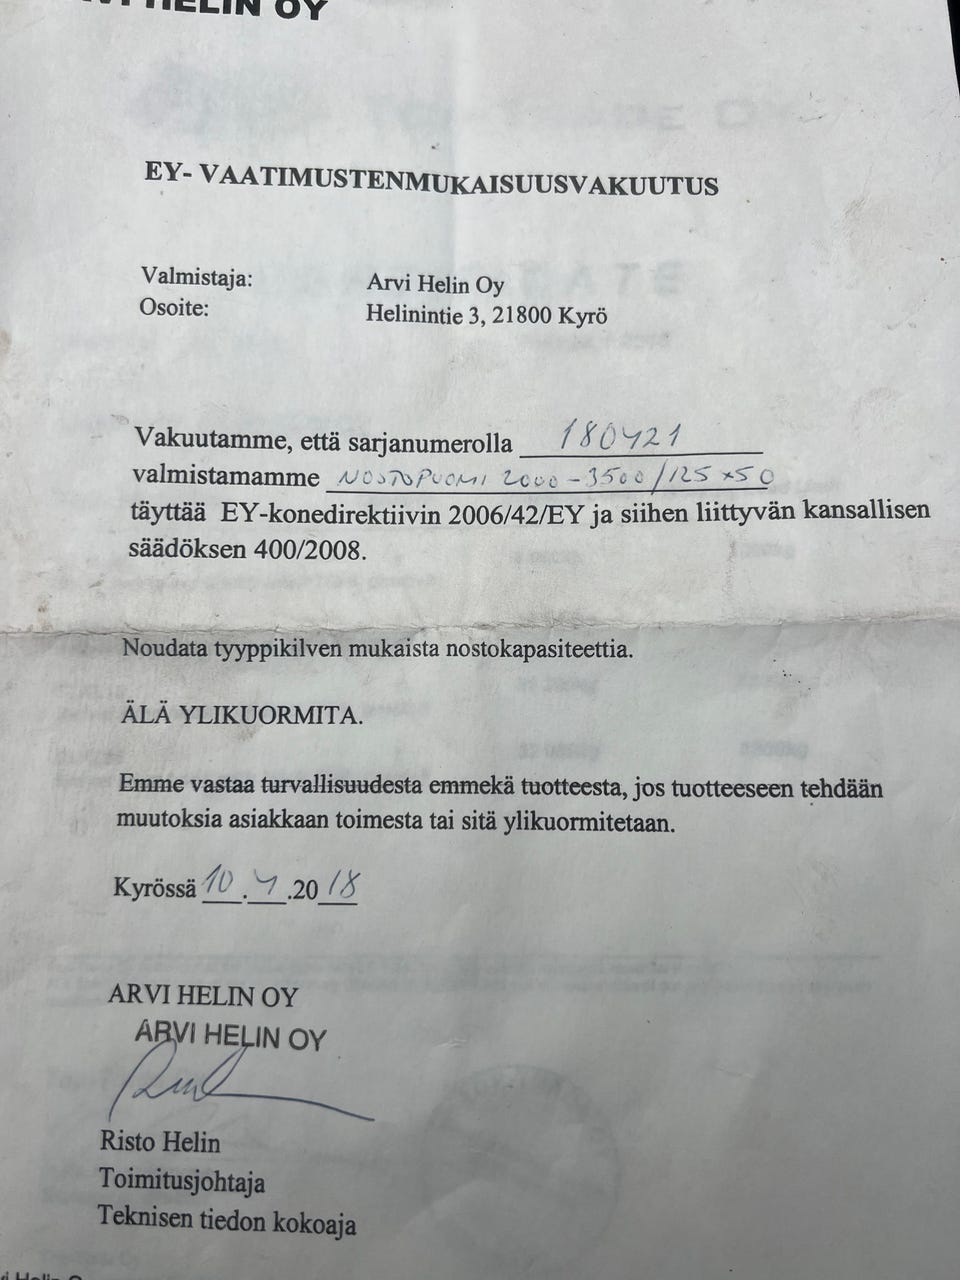 HELIN OY
EY- VAATIMUSTENMUKAISUUSVAKUUTUS
Valmistaja: Arvi Helin Oy
Osoite: Helinintie 3, 21800 Kyrö
Vakuutamme, että sarjanumerolla 180421
valmistamamme NOSTOPUOMI 2000-3500/125x50
täyttää EY-konedirektiivin 2006/42/EY ja siihen liittyvän kansallisen
säädöksen 400/2008.
Noudata tyyppikilven mukaista nostokapasiteettia.
ÄLÄ YLIKUORMITA.
Emme vastaa turvallisuudesta emmekä tuotteesta, jos tuotteeseen tehdään
muutoksia asiakkaan toimesta tai sitä ylikuormitetaan.
Kyrössä 10.4.2018
ARVI HELIN OY
ARVI HELIN OY
Risto Helin
Toimitusjohtaja
Teknisen tiedon kokoaja